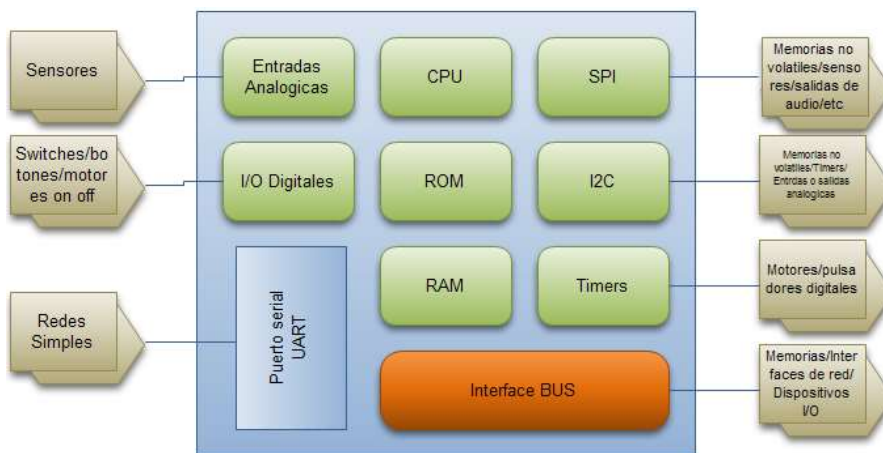 Sensores
Entradas
Analogicas
CPU
SPI
Memorias no
volatiles/senso
res/salidas de
audio/etc
Switches/bo
tones/motor
es on off
I/O Digitales
ROM
I2C
Memorias no
volatiles/Timers/
Entrdas o salidas
analogicas
RAM
Timers
Motores/pulsa
dores digitales
Redes
Simples
Puerto serial
UART
Interface BUS
Memorias/Inter
faces de red/
Dispositivos
I/O